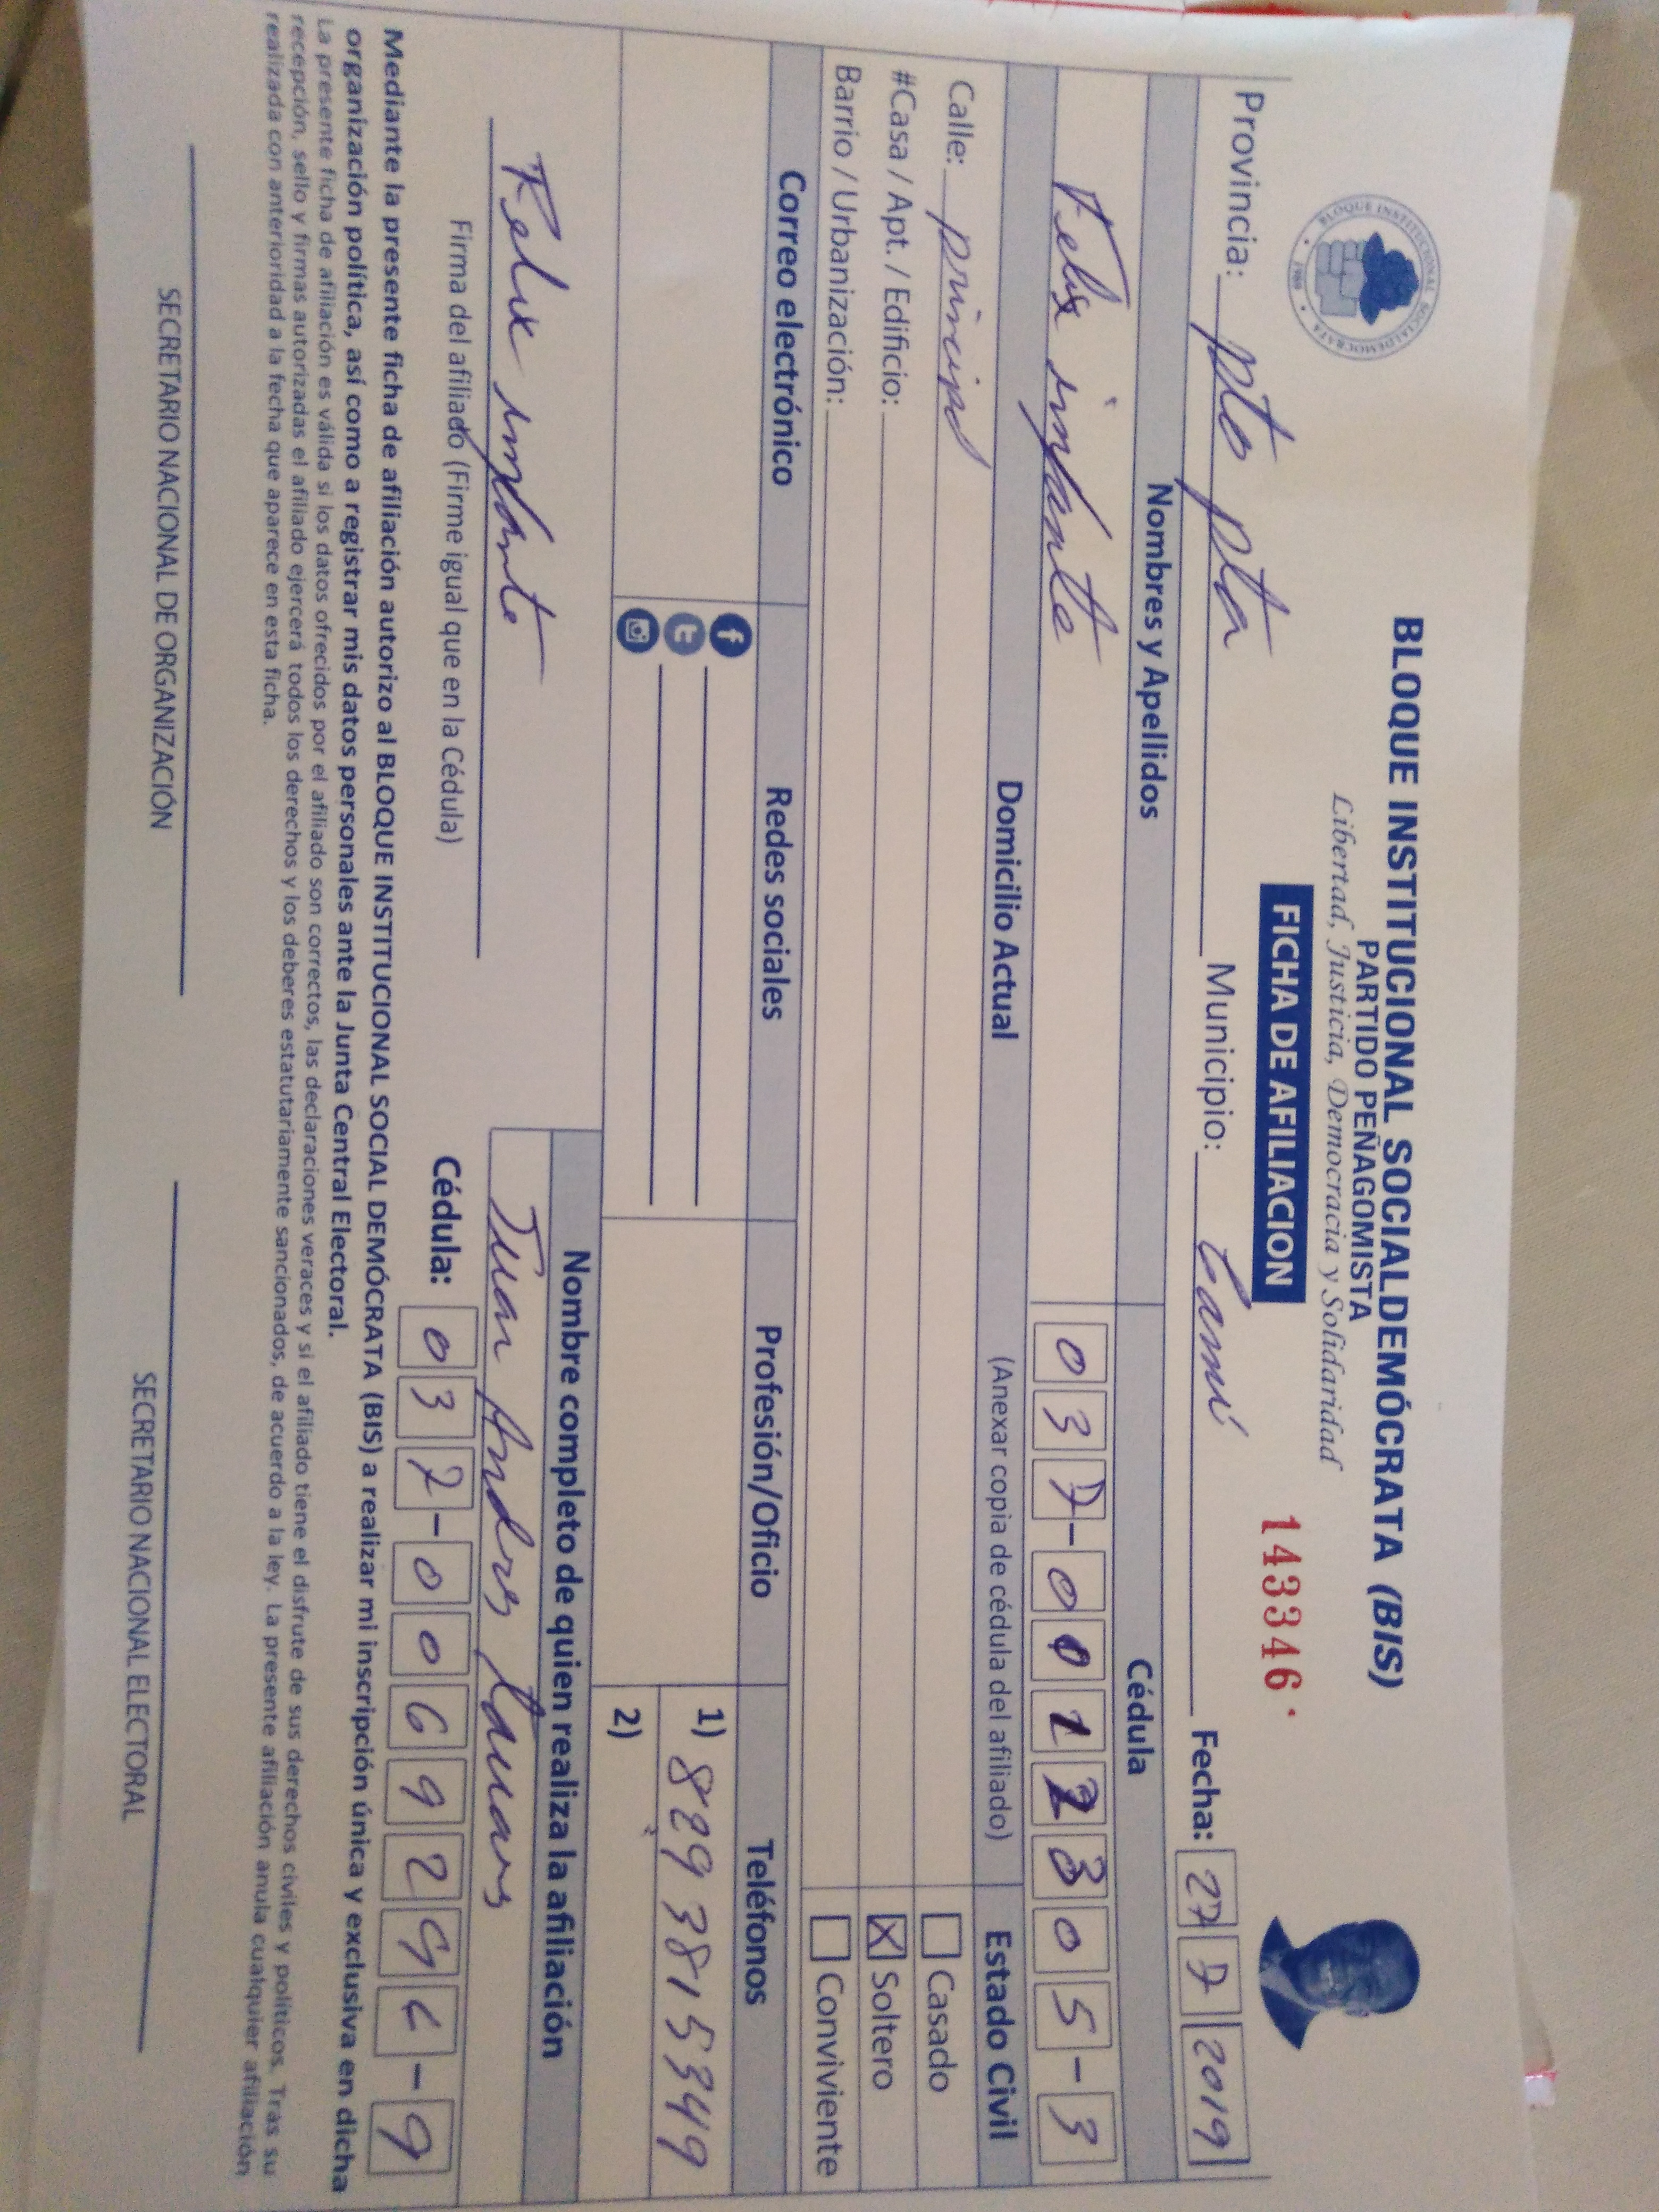 BLOQUE INSTITUCIONAL SOCIALDEMÓCRATA (BIS)
PARTIDO PEÑAGOMISTA
Libertad, Justicia, Democracia y Solidaridad
FICHA DE AFILIACION
143346
BLOQUE INSTITUCIONAL SOCIALDEMOCRATA
1989
Provincia: pto pta Municipio: Fecha: 27 7 2019
Nombres y Apellidos Cédula
Felix infante 037-0012305-3
Domicilio Actual (Anexar copia de cédula del afiliado) Estado Civil
Calle: principal
Casado
#Casa / Apt. / Edificio:
X Soltero
Barrio / Urbanización:
Conviviente
Correo electrónico Redes sociales Profesión/Oficio Teléfonos
1) 8293815349
2)
Felix infante
Firma del afiliado (Firme igual que en la Cédula)
Nombre completo de quien realiza la afiliación
Juan Andres
Cédula: 037-006929
Mediante la presente ficha de afiliación autorizo al BLOQUE INSTITUCIONAL SOCIAL DEMÓCRATA (BIS) a realizar mi inscripción única y exclusiva en dicha
organización política, así como a registrar mis datos personales ante la Junta Central Electoral.
La presente ficha de afiliación es válida si los datos ofrecidos por el afiliado son correctos, las declaraciones veraces y si el afiliado tiene el disfrute de sus derechos civiles y políticos. Tras su
recepción, sello y firmas autorizadas el afiliado ejercerá todos los derechos y los deberes estatutariamente sancionados, de acuerdo a la ley. La presente afiliación anula cualquier afiliación
realizada con anterioridad a la fecha que aparece en esta ficha.
SECRETARIO NACIONAL DE ORGANIZACIÓN
SECRETARIO NACIONAL ELECTORAL